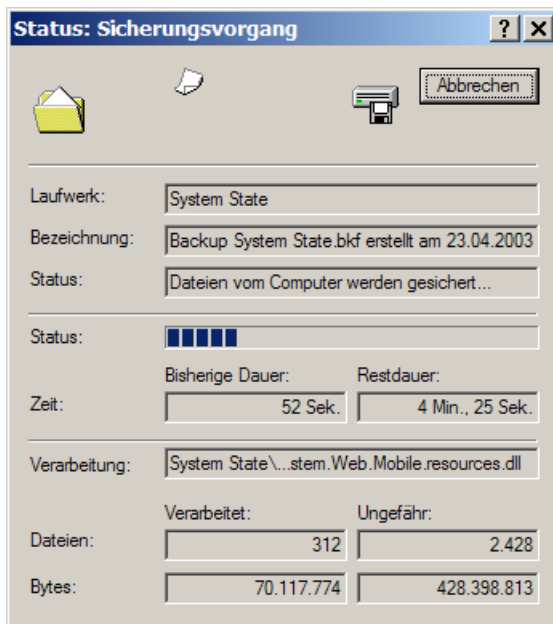 Status: Sicherungsvorgang
Abbrechen
Laufwerk: System State
Bezeichnung: Backup System State.bkf erstellt am 23.04.2003
Status: Dateien vom Computer werden gesichert...
Status:
Bisherige Dauer: Restdauer:
Zeit: 52 Sek. 4 Min., 25 Sek.
Verarbeitung: System State\...stem.Web.Mobile.resources.dll
Verarbeitet: Ungefähr:
Dateien: 312 2.428
Bytes: 70.117.774 428.398.813